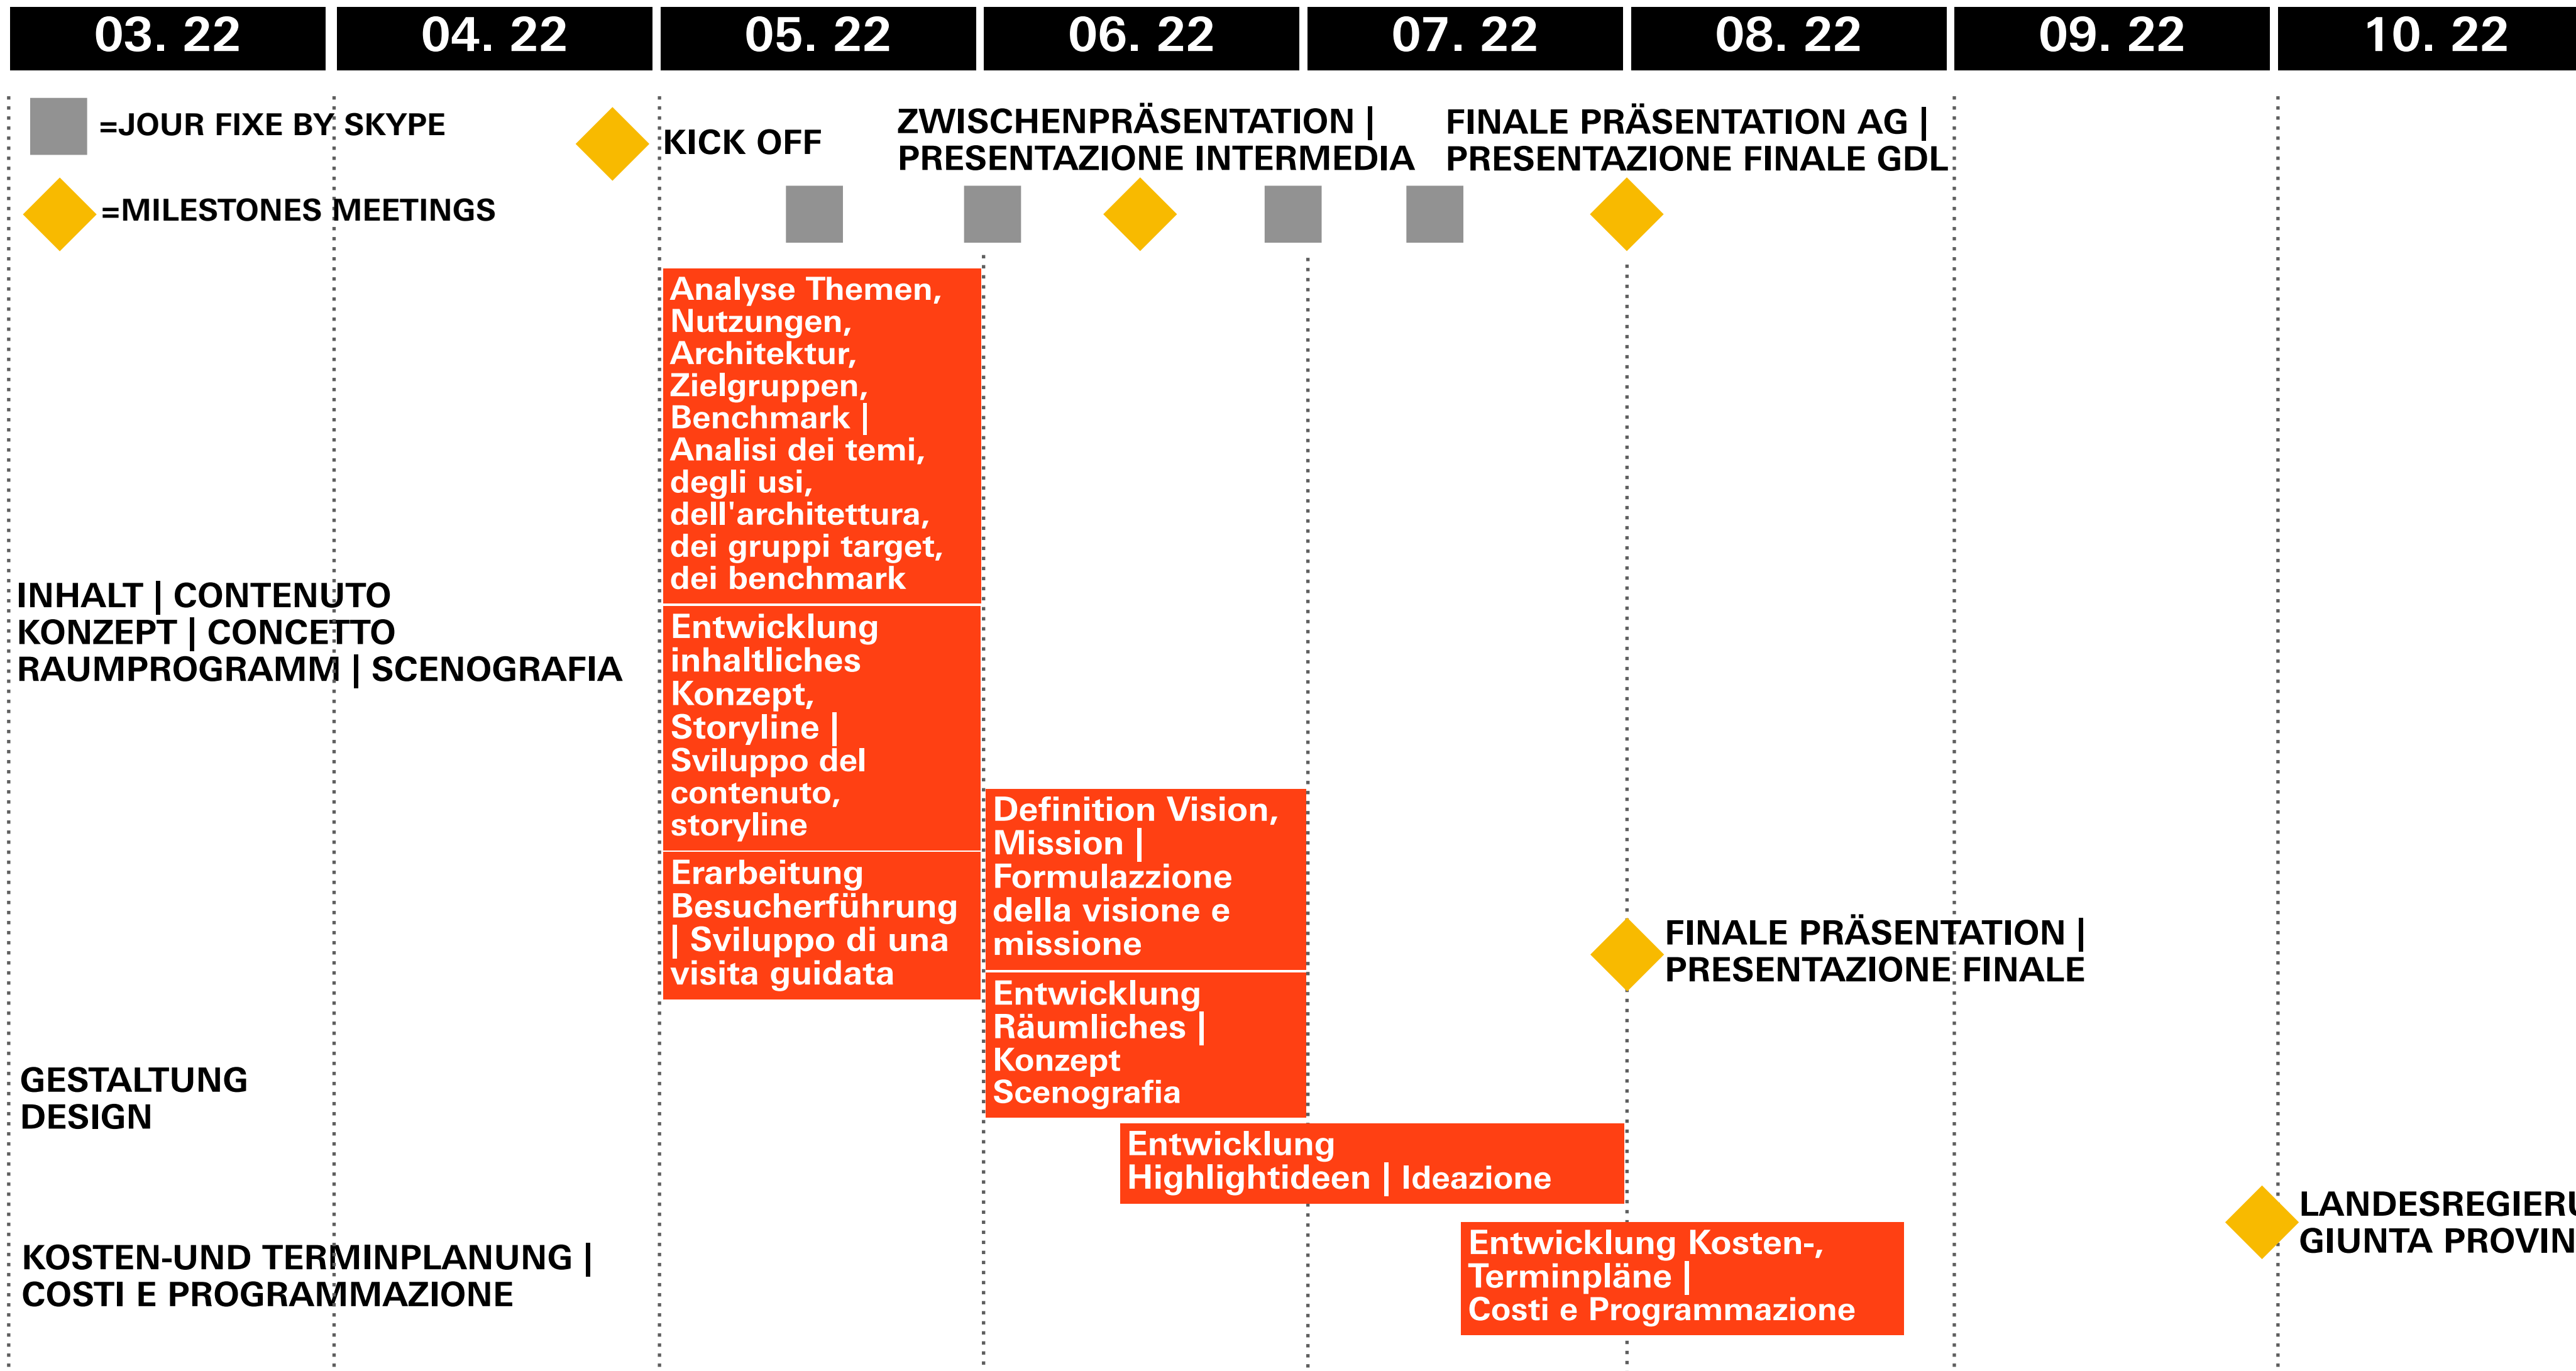 03. 22
04. 22
05. 22
06. 22
07. 22
08. 22
09. 22
10. 22
=JOUR FIXE BY SKYPE
=MILESTONES MEETINGS
KICK OFF
ZWISCHENPRÄSENTATION |
PRESENTAZIONE INTERMEDIA
FINALE PRÄSENTATION AG |
PRESENTAZIONE FINALE GDL
INHALT | CONTENUTO
KONZEPT | CONCETTO
RAUMPROGRAMM | SCENOGRAFIA
Analyse Themen,
Nutzungen,
Architektur,
Zielgruppen,
Benchmark |
Analisi dei temi,
degli usi,
dell'architettura,
dei gruppi target,
dei benchmark
Entwicklung
inhaltliches
Konzept,
Storyline |
Sviluppo del
contenuto,
storyline
Erarbeitung
Besucherführung
| Sviluppo di una
visita guidata
Definition Vision,
Mission |
Formulazzione
della visione e
missione
Entwicklung
Räumliches |
Konzept
Scenografia
FINALE PRÄSENTATION |
PRESENTAZIONE FINALE
GESTALTUNG
DESIGN
Entwicklung
Highlightideen | Ideazione
KOSTEN-UND TERMINPLANUNG |
COSTI E PROGRAMMAZIONE
Entwicklung Kosten-,
Terminpläne |
Costi e Programmazione
LANDESREGIERU
GIUNTA PROVIN